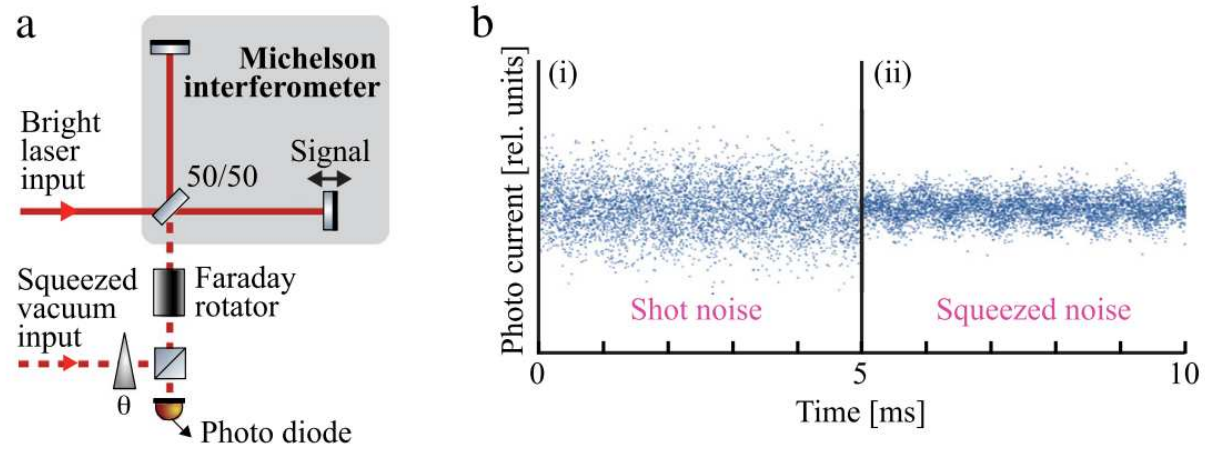 a
Michelson
interferometer
Bright
laser
input
Signal
50/50
Squeezed
vacuum
input
Faraday
rotator
θ
Photo diode
b
Photo current [rel. units]
(i)
(ii)
Shot noise
Squeezed noise
0
5
10
Time [ms]